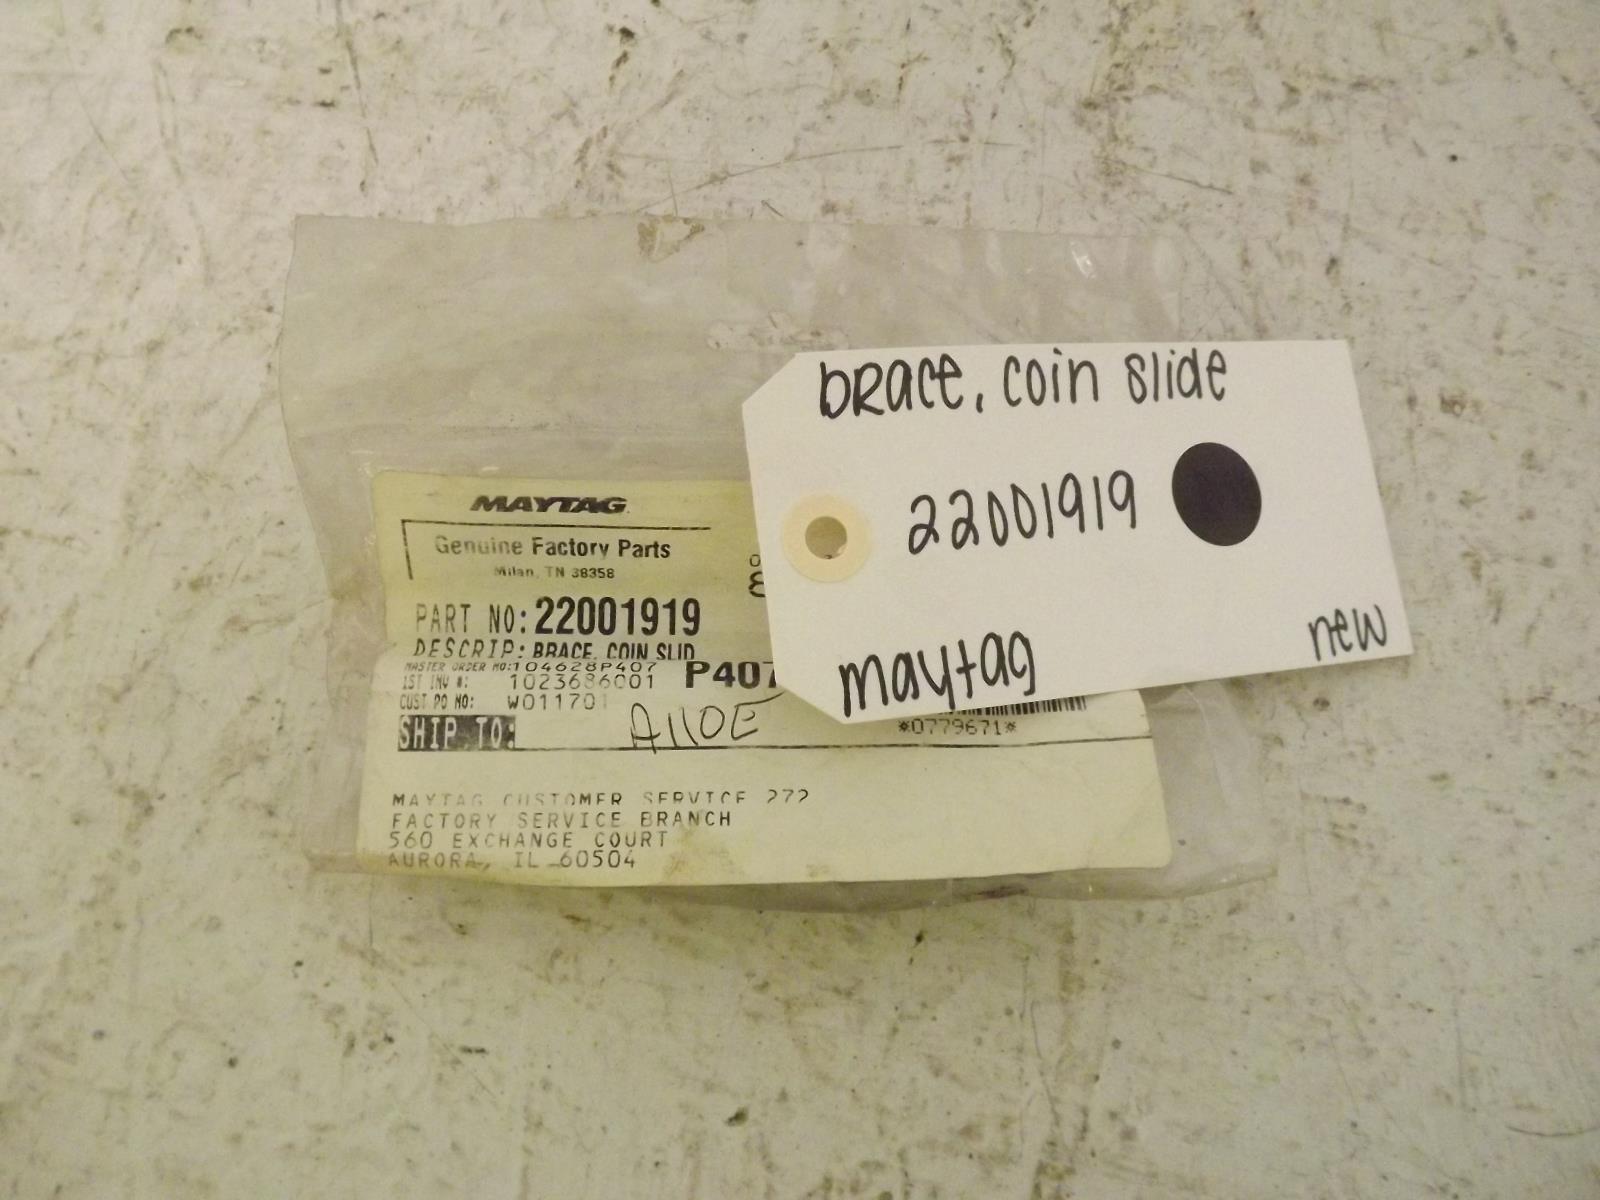 brace, coin slide
22001919
maytag
new
MAYTAG
Genuine Factory Parts
Milan, TN 38358
PART NO: 22001919
DESCRIP: BRACE, COIN SLID
MASTER ORDER NO: 104628P407
1ST INV #: 1023686001
P407
CUST PO NO: W011701
SHIP TO:
A110E
*0779671*
MAYTAG CUSTOMER SERVICE 272
FACTORY SERVICE BRANCH
560 EXCHANGE COURT
AURORA, IL 60504